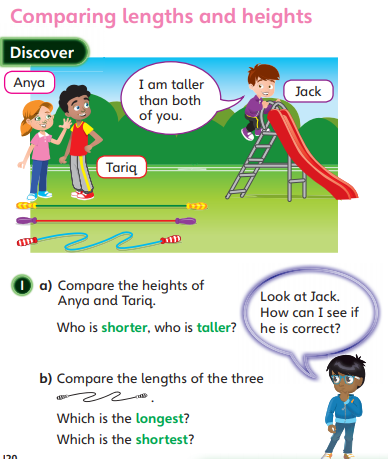 Comparing lengths and heights
Discover
Anya
I am taller
than both
of you.
Jack
Tariq
1 a) Compare the heights of
Anya and Tariq.
Who is shorter, who is taller?
Look at Jack.
How can I see if
he is correct?
b) Compare the lengths of the three
.
Which is the longest?
Which is the shortest?